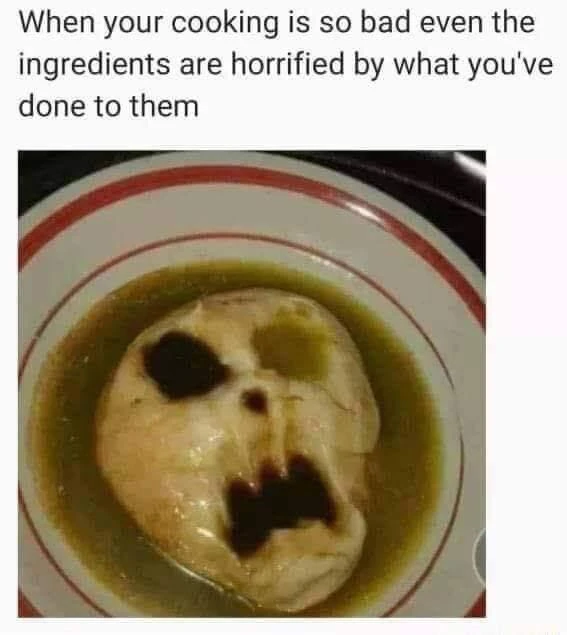 When your cooking is so bad even the
ingredients are horrified by what you've
done to them